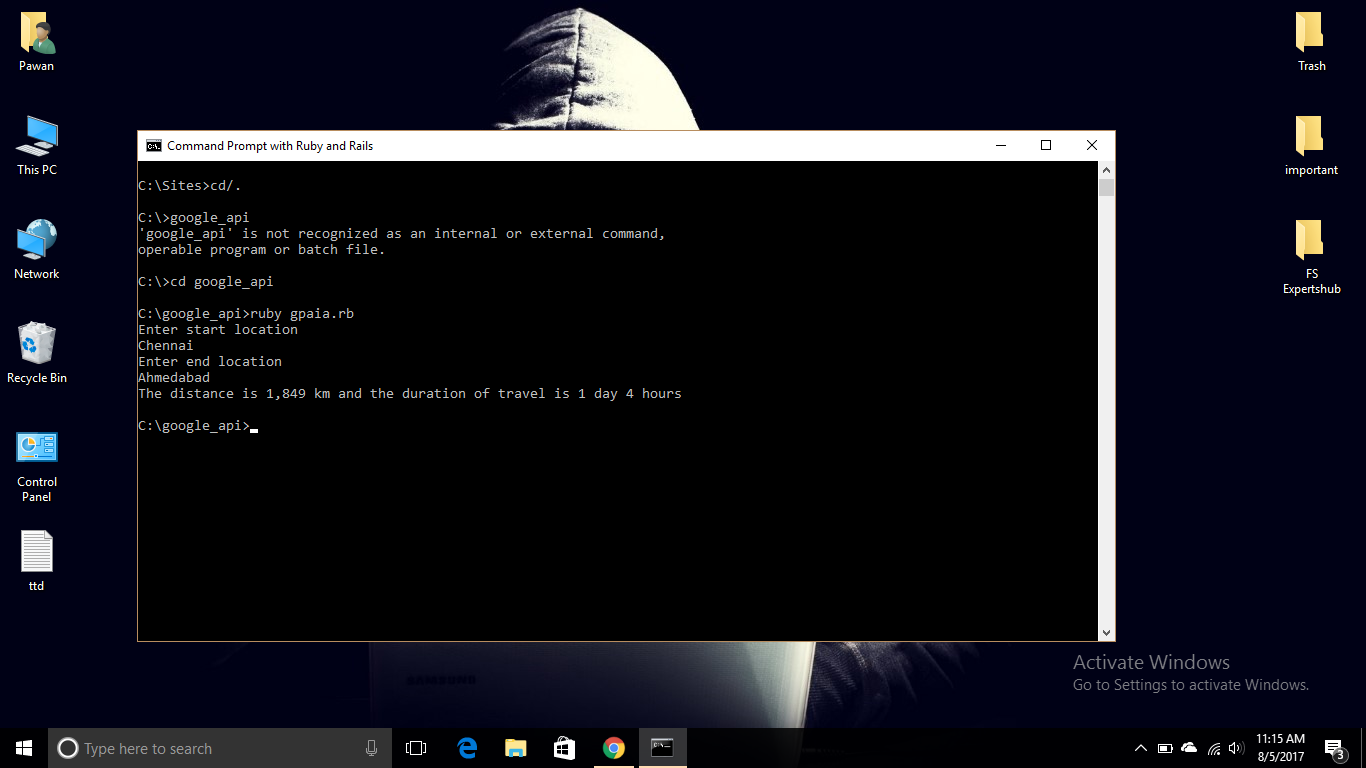 Pawan
This PC
Network
Recycle Bin
Control
Panel
ttd
Trash
important
FS
Expertshub
Command Prompt with Ruby and Rails
C:\Sites>cd/.
C:\>google_api
'google_api' is not recognized as an internal or external command,
operable program or batch file.
C:\>cd google_api
C:\google_api>ruby gpaia.rb
Enter start location
Chennai
Enter end location
Ahmedabad
The distance is 1,849 km and the duration of travel is 1 day 4 hours
C:\google_api>
SAMSUNG
Activate Windows
Go to Settings to activate Windows.
Type here to search
11:15 AM
8/5/2017
3